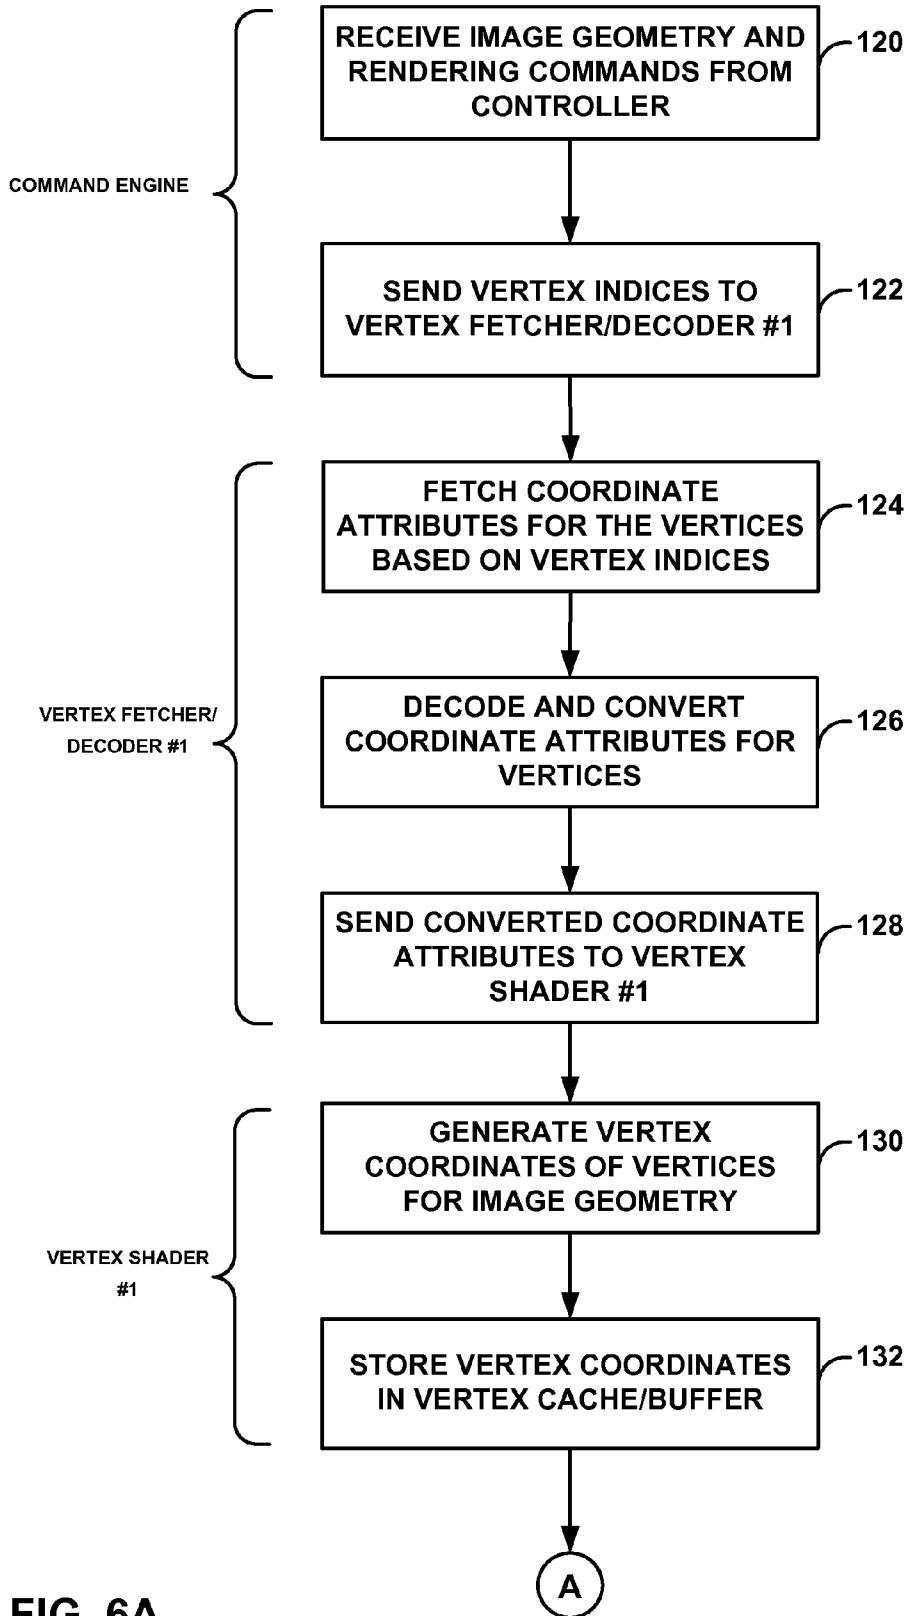 RECEIVE IMAGE GEOMETRY AND
RENDERING COMMANDS FROM
CONTROLLER
120
COMMAND ENGINE
SEND VERTEX INDICES TO
VERTEX FETCHER/DECODER #1
122
FETCH COORDINATE
ATTRIBUTES FOR THE VERTICES
BASED ON VERTEX INDICES
124
VERTEX FETCHER/
DECODER #1
DECODE AND CONVERT
COORDINATE ATTRIBUTES FOR
VERTICES
126
SEND CONVERTED COORDINATE
ATTRIBUTES TO VERTEX
SHADER #1
128
GENERATE VERTEX
COORDINATES OF VERTICES
FOR IMAGE GEOMETRY
130
VERTEX SHADER
#1
STORE VERTEX COORDINATES
IN VERTEX CACHE/BUFFER
132
A
FIG. 6A